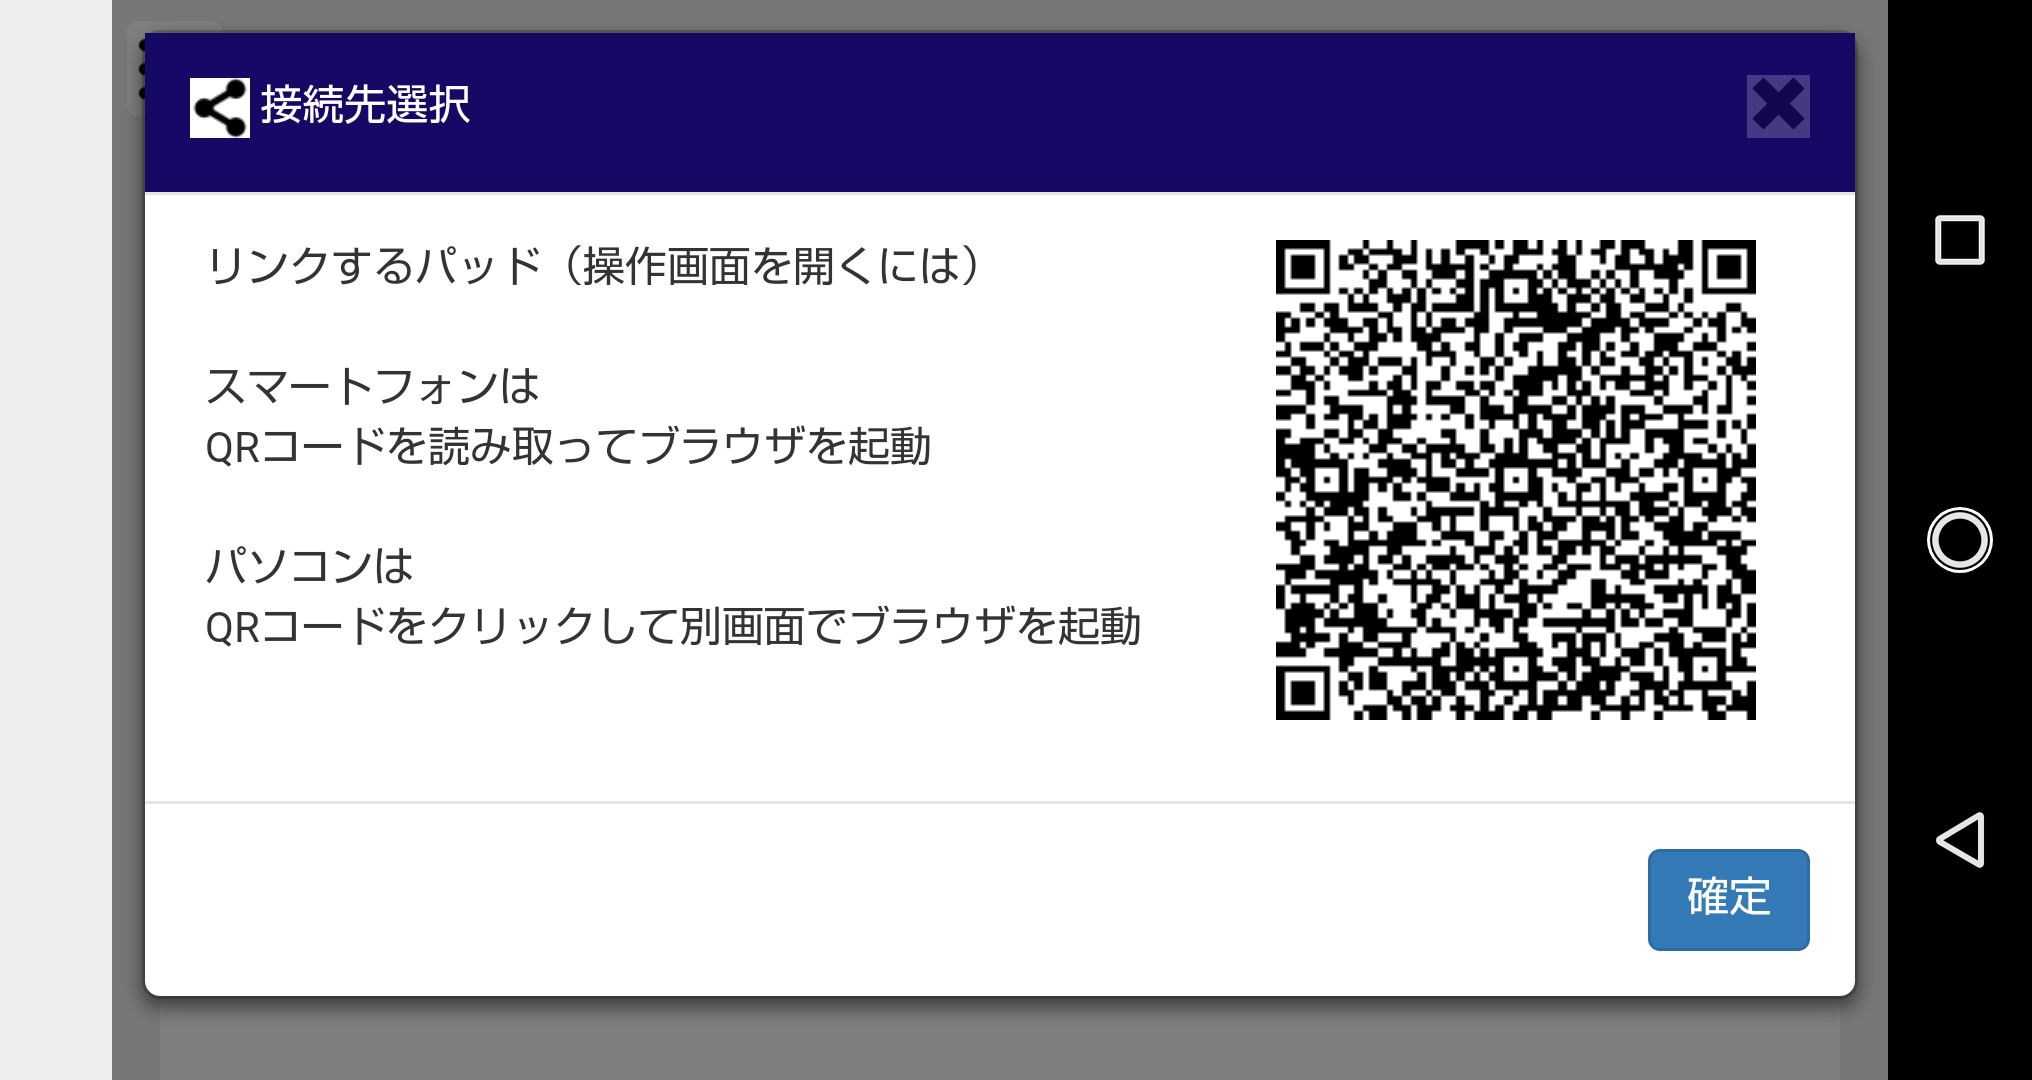 接続先選択
リンクするパッド（操作画面を開くには）
スマートフォンは
QRコードを読み取ってブラウザを起動
パソコンは
QRコードをクリックして別画面でブラウザを起動
確定